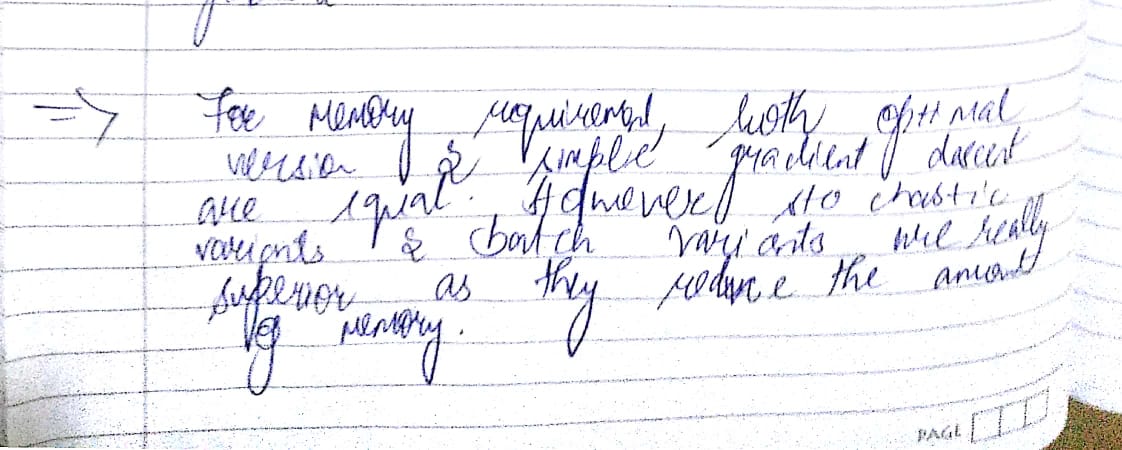 => For memory requirement, both optimal
version & simple gradient descent
are equal. However stochastic
variants & batch variants are really
superior as they reduce the amount
of memory.
PAGE